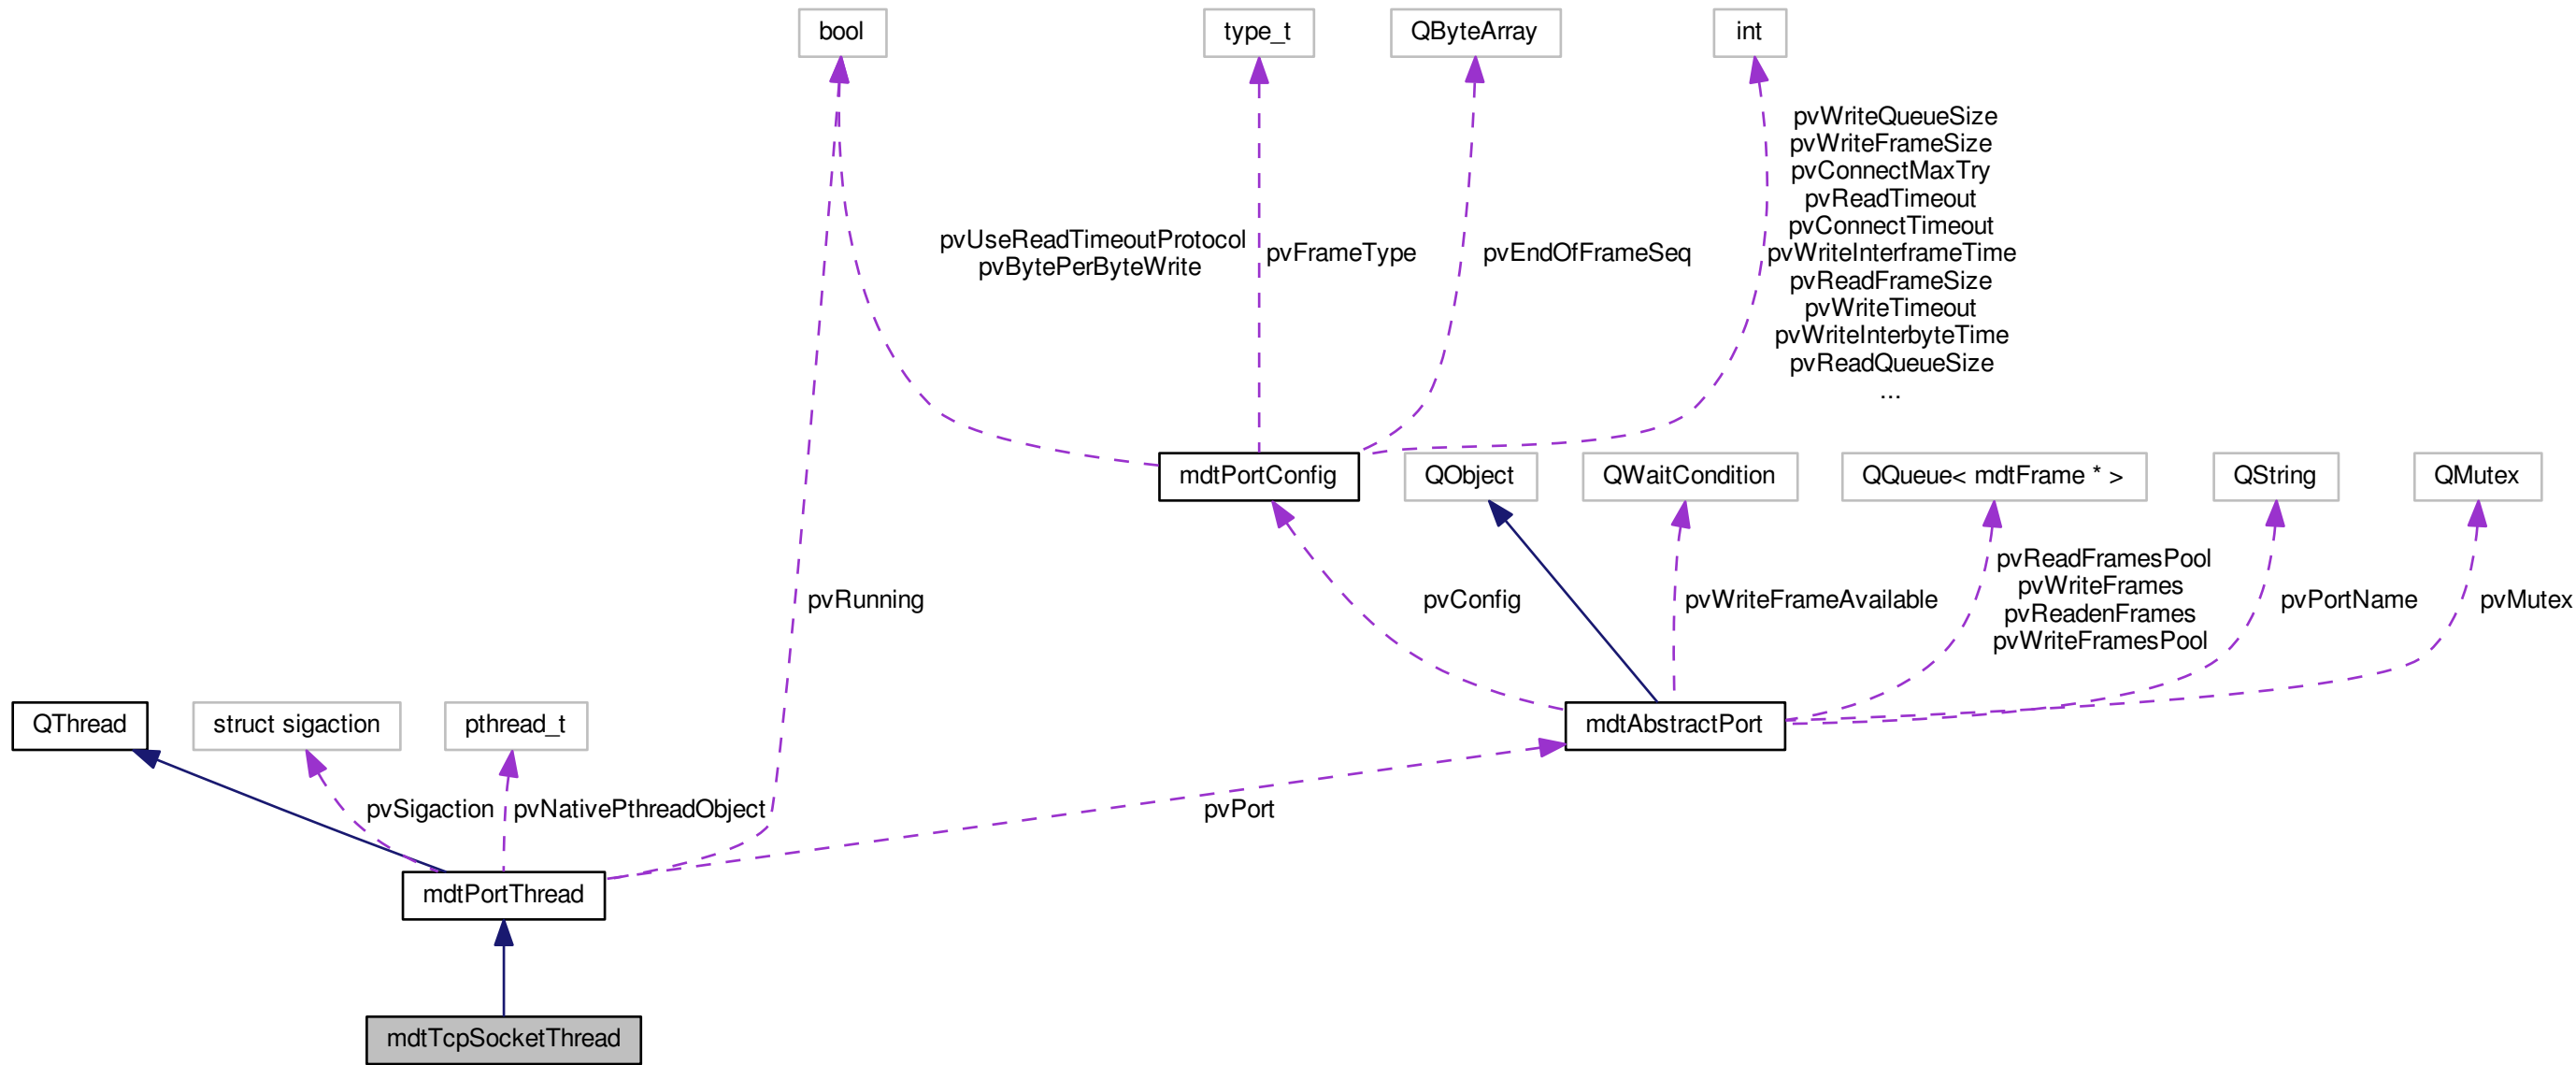 bool
type_t
QByteArray
int
pvWriteQueueSize
pvWriteFrameSize
pvConnectMaxTry
pvReadTimeout
pvConnectTimeout
pvWriteInterframeTime
pvReadFrameSize
pvWriteTimeout
pvWriteInterbyteTime
pvReadQueueSize
...
pvUseReadTimeoutProtocol
pvBytePerByteWrite
pvFrameType
pvEndOfFrameSeq
mdtPortConfig
QObject
QWaitCondition
QQueue< mdtFrame * >
QString
QMutex
pvRunning
pvConfig
pvWriteFrameAvailable
pvReadFramesPool
pvWriteFrames
pvReadenFrames
pvWriteFramesPool
pvPortName
pvMutex
QThread
struct sigaction
pthread_t
mdtAbstractPort
pvSigaction
pvNativePthreadObject
pvPort
mdtPortThread
mdtTcpSocketThread